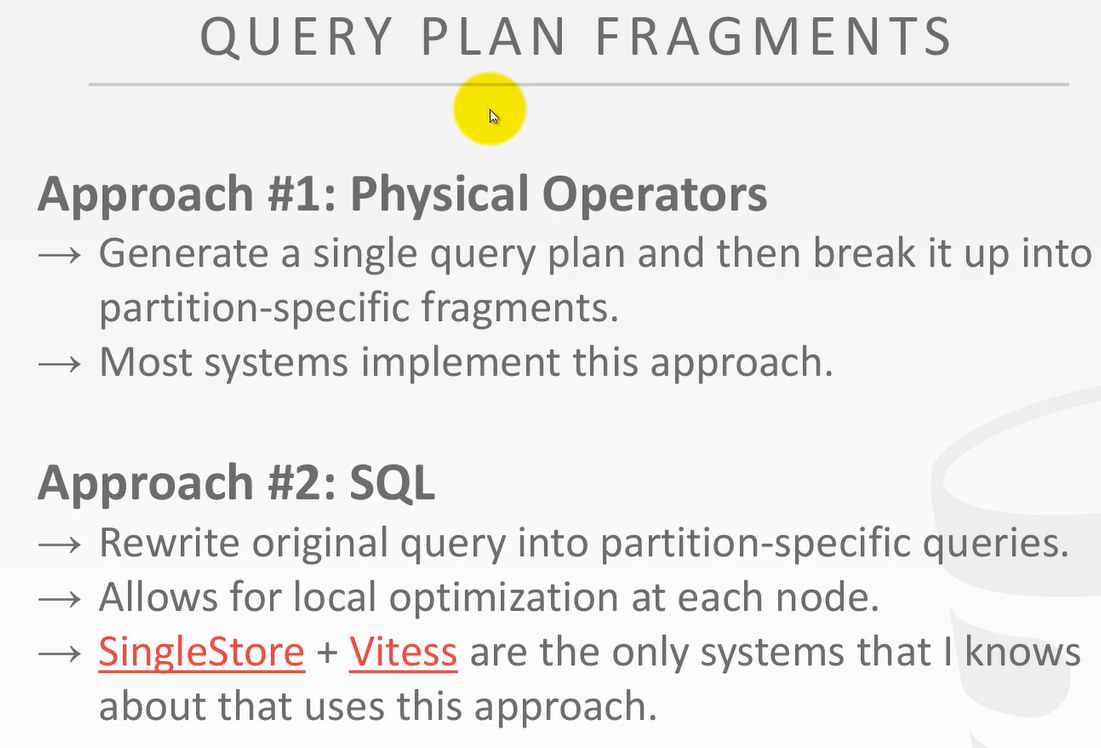 QUERY PLAN FRAGMENTS
Approach #1: Physical Operators
→ Generate a single query plan and then break it up into
partition-specific fragments.
→ Most systems implement this approach.
Approach #2: SQL
→ Rewrite original query into partition-specific queries.
→ Allows for local optimization at each node.
→ SingleStore + Vitess are the only systems that I knows
about that uses this approach.